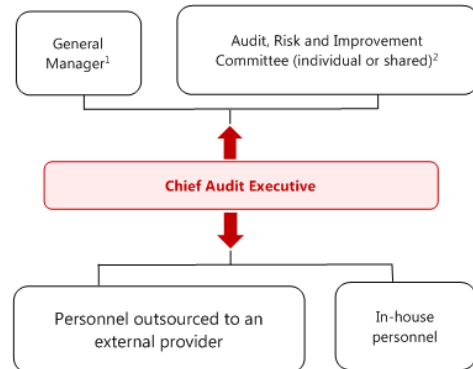 General
Manager¹
Audit, Risk and Improvement
Committee (individual or shared)²
Chief Audit Executive
Personnel outsourced to an
external provider
In-house
personnel